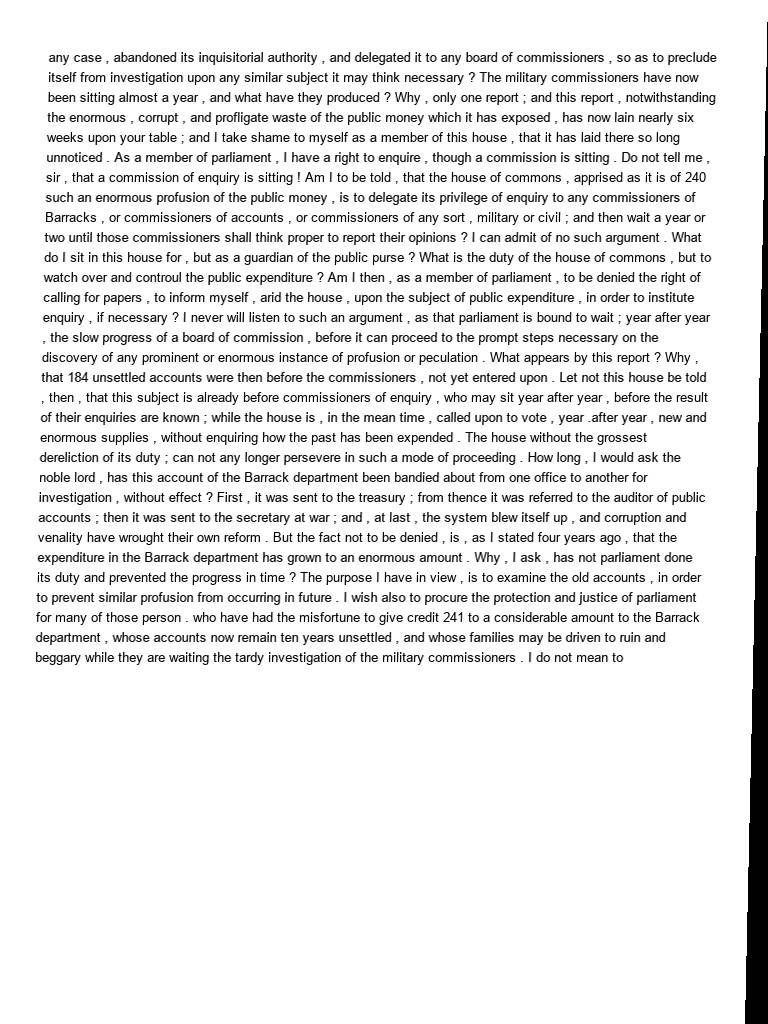 any case , abandoned its inquisitorial authority , and delegated it to any board of commissioners , so as to preclude
itself from investigation upon any similar subject it may think necessary ? The military commissioners have now
been sitting almost a year , and what have they produced ? Why , only one report ; and this report , notwithstanding
the enormous , corrupt , and profligate waste of the public money which it has exposed , has now lain nearly six
weeks upon your table ; and I take shame to myself as a member of this house , that it has laid there so long
unnoticed . As a member of parliament , I have a right to enquire , though a commission is sitting . Do not tell me ,
sir , that a commission of enquiry is sitting ! Am I to be told , that the house of commons , apprised as it is of 240
such an enormous profusion of the public money , is to delegate its privilege of enquiry to any commissioners of
Barracks , or commissioners of accounts , or commissioners of any sort , military or civil ; and then wait a year or
two until those commissioners shall think proper to report their opinions ? I can admit of no such argument . What
do I sit in this house for , but as a guardian of the public purse ? What is the duty of the house of commons , but to
watch over and controul the public expenditure ? Am I then , as a member of parliament , to be denied the right of
calling for papers , to inform myself , arid the house , upon the subject of public expenditure , in order to institute
enquiry , if necessary ? I never will listen to such an argument , as that parliament is bound to wait ; year after year
, the slow progress of a board of commission , before it can proceed to the prompt steps necessary on the
discovery of any prominent or enormous instance of profusion or peculation . What appears by this report ? Why ,
that 184 unsettled accounts were then before the commissioners , not yet entered upon . Let not this house be told
, then , that this subject is already before commissioners of enquiry , who may sit year after year , before the result
of their enquiries are known ; while the house is , in the mean time , called upon to vote , year .after year , new and
enormous supplies , without enquiring how the past has been expended . The house without the grossest
dereliction of its duty ; can not any longer persevere in such a mode of proceeding . How long , I would ask the
noble lord , has this account of the Barrack department been bandied about from one office to another for
investigation , without effect ? First , it was sent to the treasury ; from thence it was referred to the auditor of public
accounts ; then it was sent to the secretary at war ; and , at last , the system blew itself up , and corruption and
venality have wrought their own reform . But the fact not to be denied , is , as I stated four years ago , that the
expenditure in the Barrack department has grown to an enormous amount . Why , I ask , has not parliament done
its duty and prevented the progress in time ? The purpose I have in view , is to examine the old accounts , in order
to prevent similar profusion from occurring in future . I wish also to procure the protection and justice of parliament
for many of those person . who have had the misfortune to give credit 241 to a considerable amount to the Barrack
department , whose accounts now remain ten years unsettled , and whose families may be driven to ruin and
beggary while they are waiting the tardy investigation of the military commissioners . I do not mean to